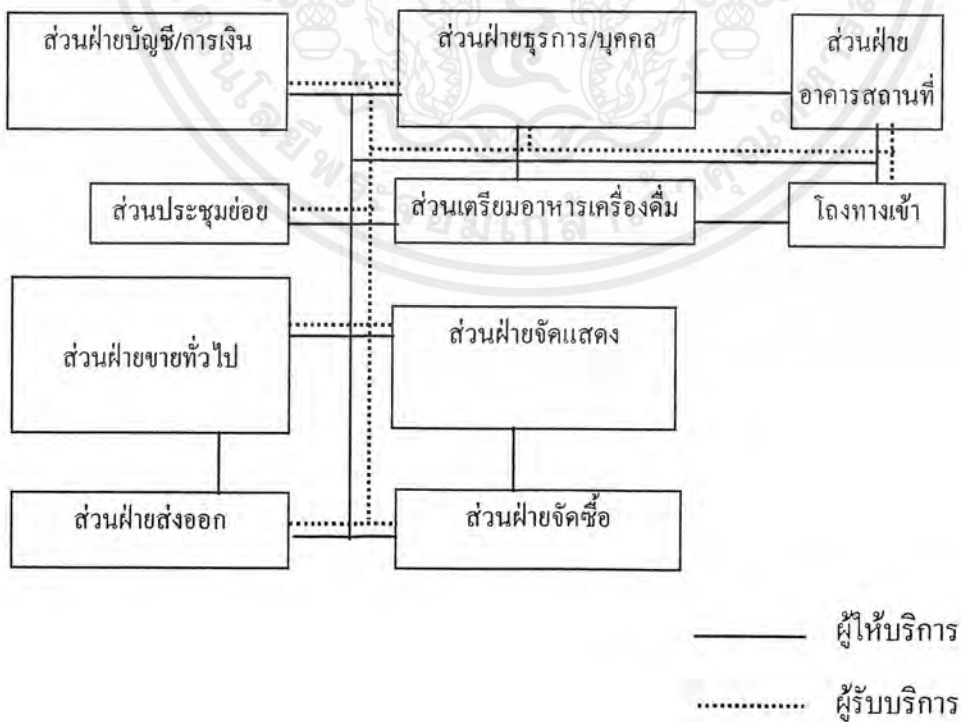 ส่วนฝ่ายบัญชี/การเงิน
ส่วนฝ่ายธุรการ/บุคคล
ส่วนฝ่าย
อาคารสถานที่
ส่วนประชุมย่อย
ส่วนเตรียมอาหารเครื่องดื่ม
โถงทางเข้า
ส่วนฝ่ายขายทั่วไป
ส่วนฝ่ายจัดแสดง
ส่วนฝ่ายส่งออก
ส่วนฝ่ายจัดซื้อ
ผู้ให้บริการ
ผู้รับบริการ